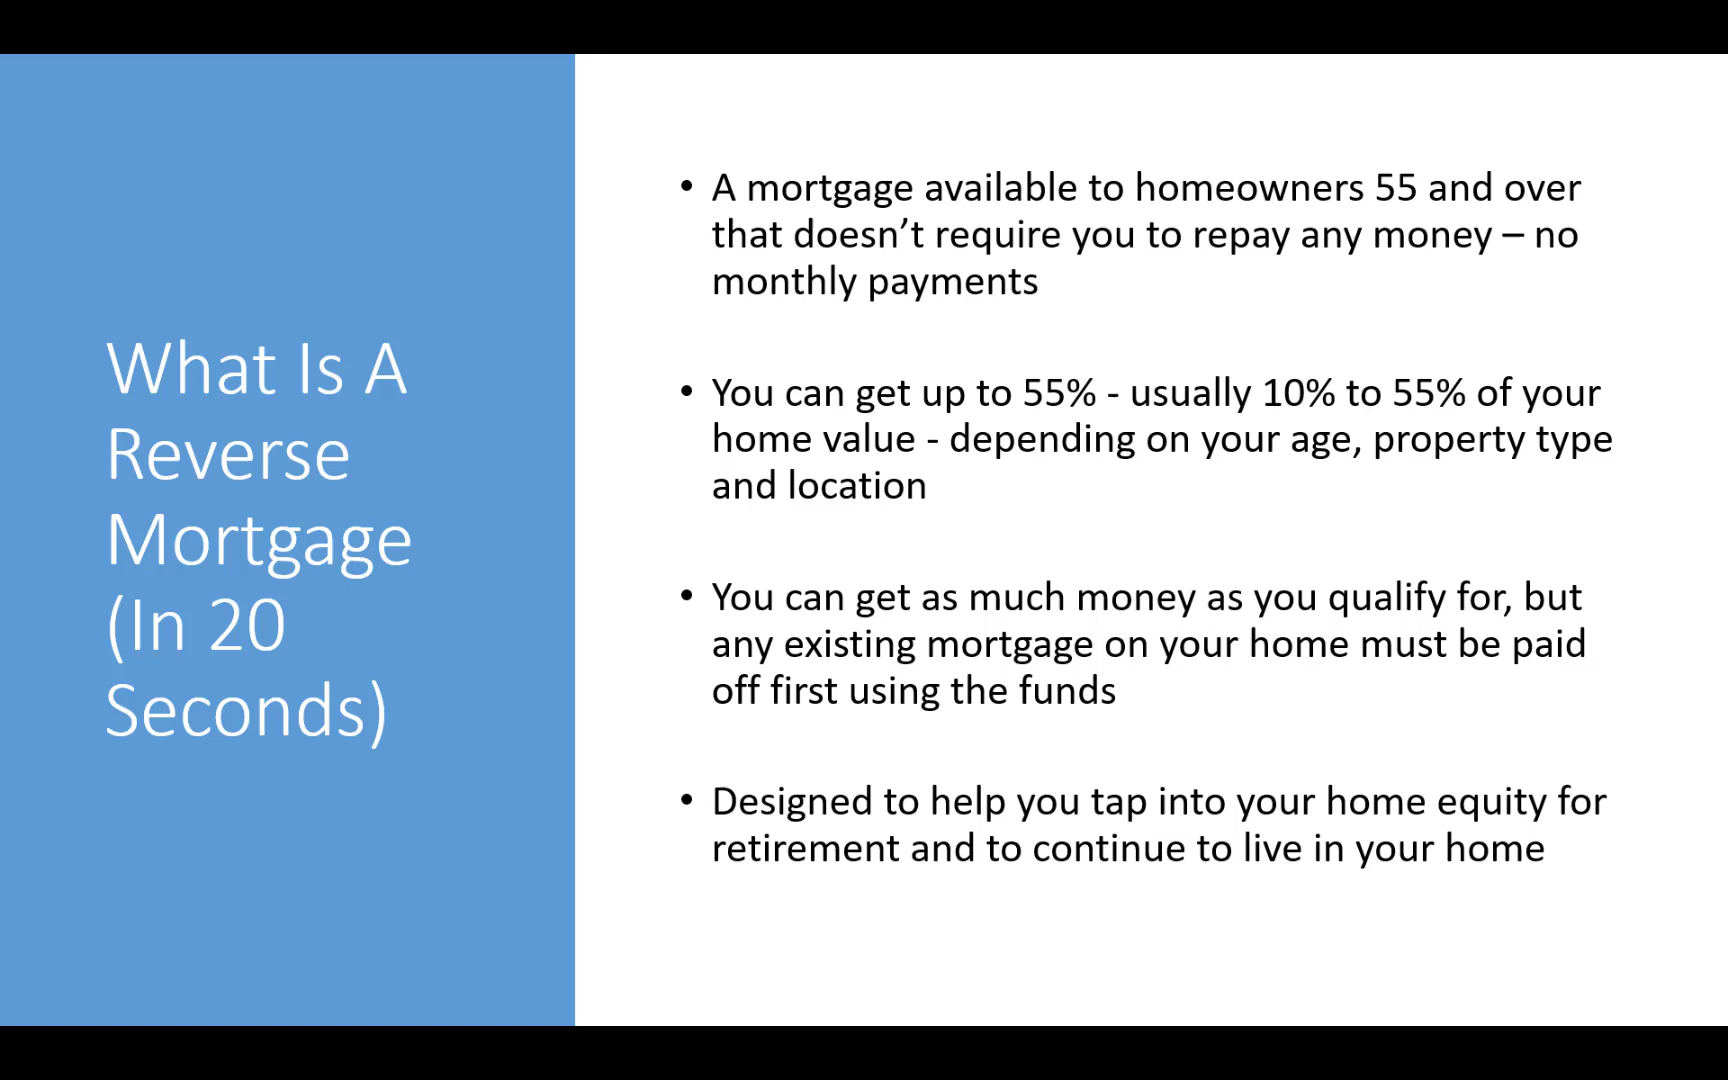 What Is A
Reverse
Mortgage
(In 20
Seconds)
• A mortgage available to homeowners 55 and over
that doesn’t require you to repay any money – no
monthly payments
• You can get up to 55% - usually 10% to 55% of your
home value - depending on your age, property type
and location
• You can get as much money as you qualify for, but
any existing mortgage on your home must be paid
off first using the funds
• Designed to help you tap into your home equity for
retirement and to continue to live in your home